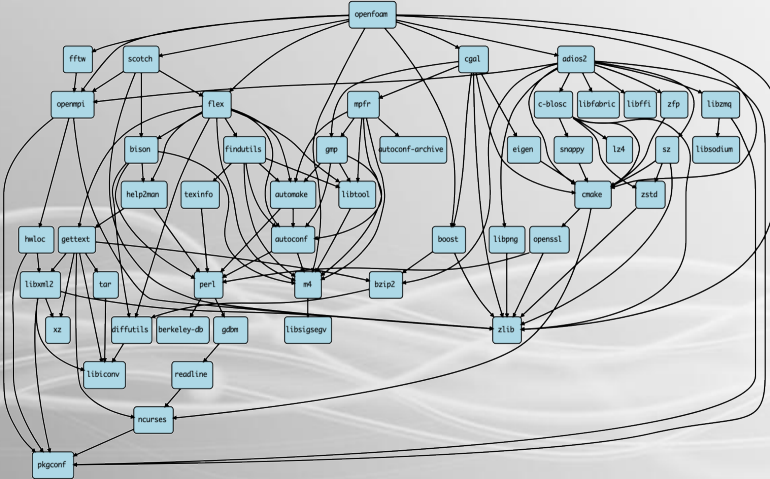 openfoam
fftw
scotch
cgal
adios2
openmpi
flex
mpfr
c-blosc
libfabric
libffi
zfp
libzmq
bison
findutils
gmp
autoconf-archive
eigen
snappy
lz4
sz
libsodium
help2man
texinfo
automake
libtool
cmake
zstd
hwloc
gettext
autoconf
boost
libpng
openssl
libxml2
tar
perl
m4
bzip2
xz
diffutils
berkeley-db
gdbm
libsigsegv
zlib
libiconv
readline
ncurses
pkgconf